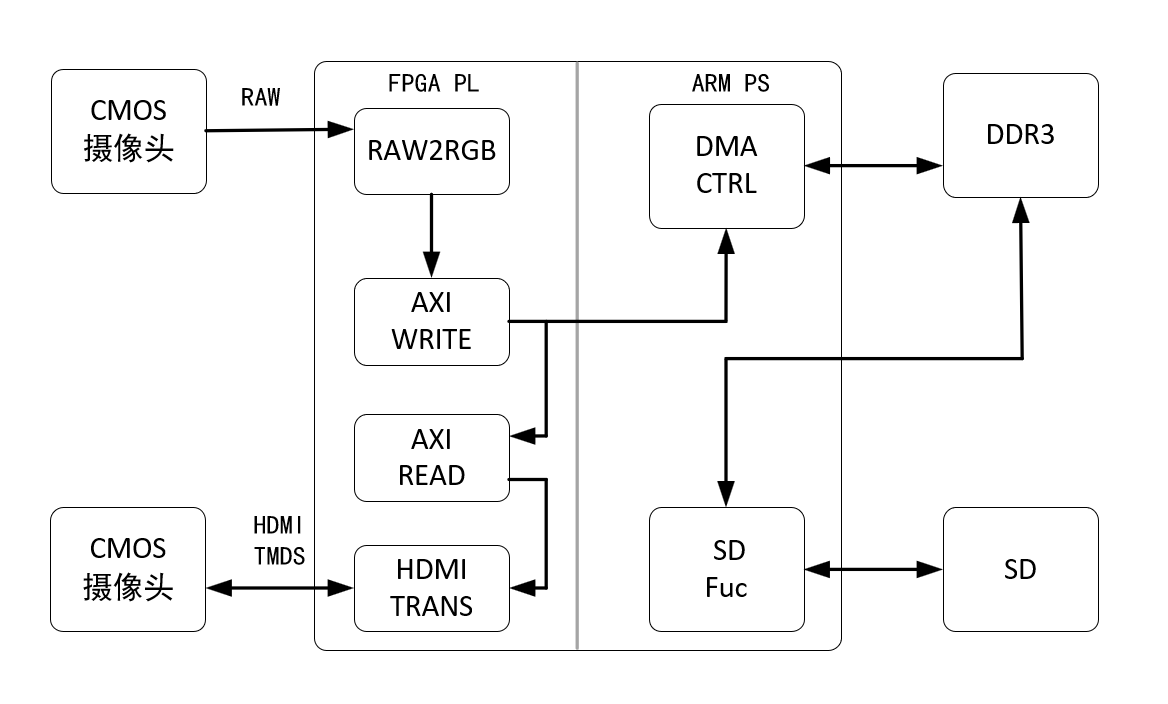 FPGA PL
ARM PS
CMOS
摄像头
RAW
RAW2RGB
DMA
CTRL
DDR3
AXI
WRITE
AXI
READ
CMOS
摄像头
HDMI
TMDS
HDMI
TRANS
SD
Fuc
SD